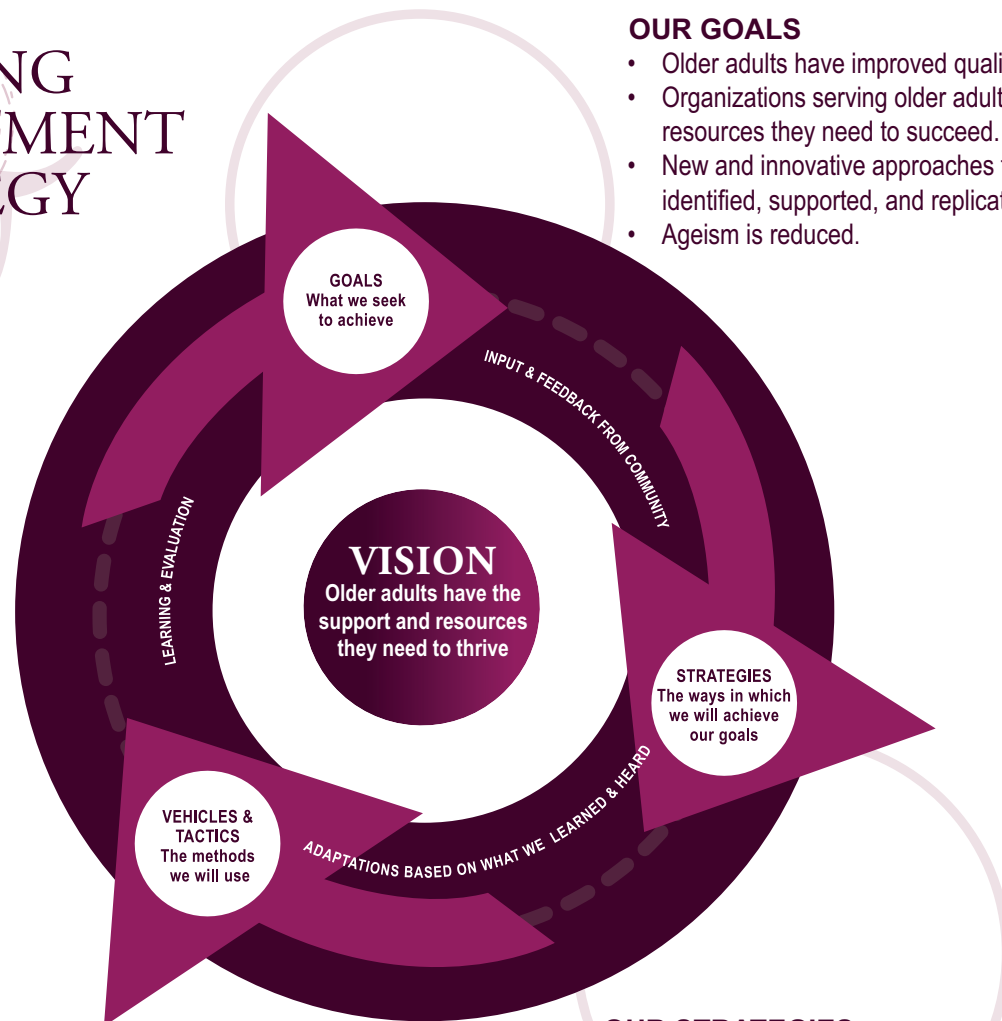 NG
MENT
EGY
OUR GOALS
• Older adults have improved quali
• Organizations serving older adult
resources they need to succeed.
• New and innovative approaches
identified, supported, and replicat
• Ageism is reduced.
GOALS
What we seek
to achieve
INPUT & FEEDBACK FROM COMMUNITY
LEARNING & EVALUATION
VISION
Older adults have the
support and resources
they need to thrive
STRATEGIES
The ways in which
we will achieve
our goals
VEHICLES &
TACTICS
The methods
we will use
ADAPTATIONS BASED ON WHAT WE LEARNED & HEARD
OUR STRATEGIES